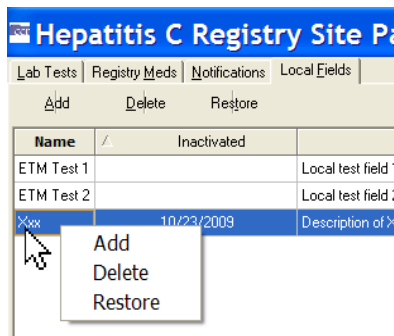 Hepatitis C Registry Site Pa
Lab Tests Registry Meds Notifications Local Fields
Add Delete Restore
Name Inactivated
ETM Test 1 Local test field 1
ETM Test 2 Local test field 2
Xxx 10/23/2009 Description of X
Add
Delete
Restore